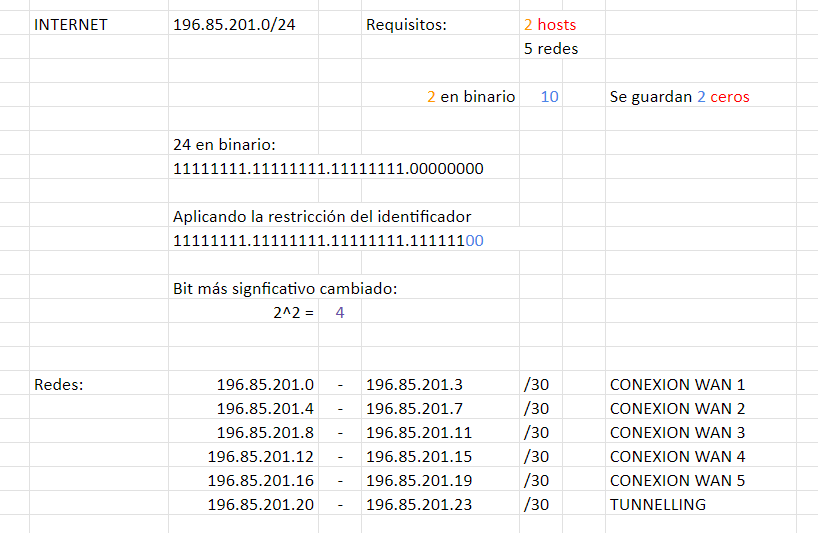 INTERNET 196.85.201.0/24 Requisitos: 2 hosts
5 redes
2 en binario 10 Se guardan 2 ceros
24 en binario:
11111111.11111111.11111111.00000000
Aplicando la restricción del identificador
11111111.11111111.11111111.11111100
Bit más signficativo cambiado:
2^2 = 4
Redes: 196.85.201.0 - 196.85.201.3 /30 CONEXION WAN 1
196.85.201.4 - 196.85.201.7 /30 CONEXION WAN 2
196.85.201.8 - 196.85.201.11 /30 CONEXION WAN 3
196.85.201.12 - 196.85.201.15 /30 CONEXION WAN 4
196.85.201.16 - 196.85.201.19 /30 CONEXION WAN 5
196.85.201.20 - 196.85.201.23 /30 TUNNELLING